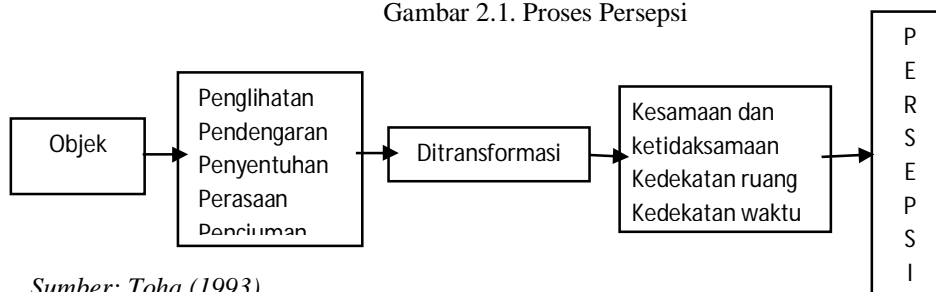 Gambar 2.1. Proses Persepsi
Objek
Penglihatan
Pendengaran
Penyentuhan
Perasaan
Penciuman
Ditransformasi
Kesamaan dan
ketidaksamaan
Kedekatan ruang
Kedekatan waktu
P
E
R
S
E
P
S
I
Sumber: Toha (1993)